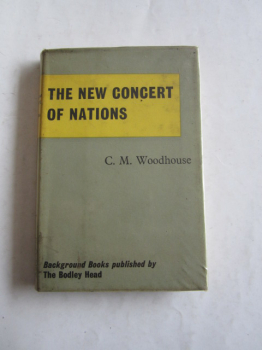 THE NEW CONCERT
OF NATIONS
C. M. Woodhouse
Background Books published by
The Bodley Head